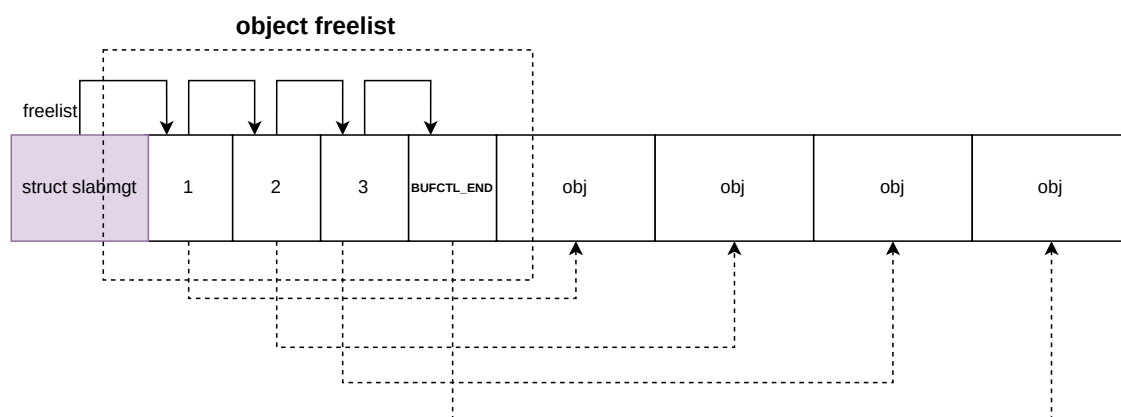 object freelist
freelist
struct slabmgt
1
2
3
BUFCTL_END
obj
obj
obj
obj